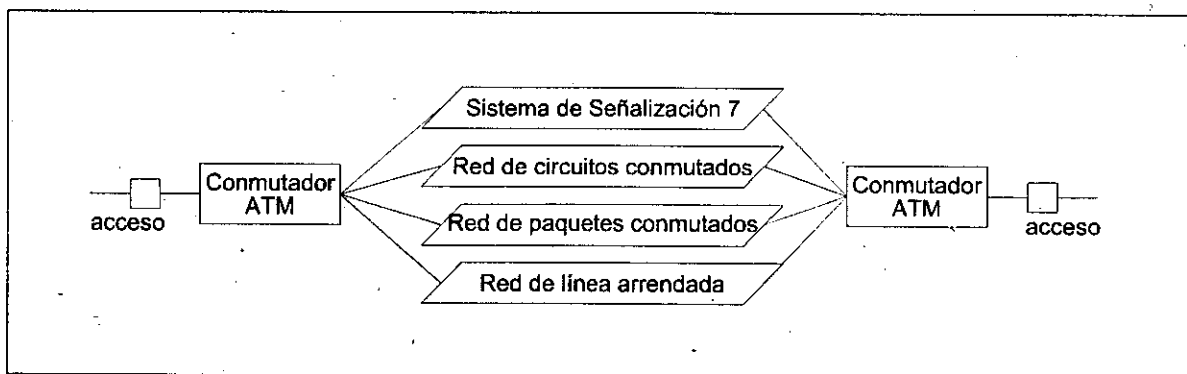 Sistema de Señalización 7
Red de circuitos conmutados
Conmutador
ATM
acceso
Red de paquetes conmutados
Red de línea arrendada
Conmutador
ATM
acceso